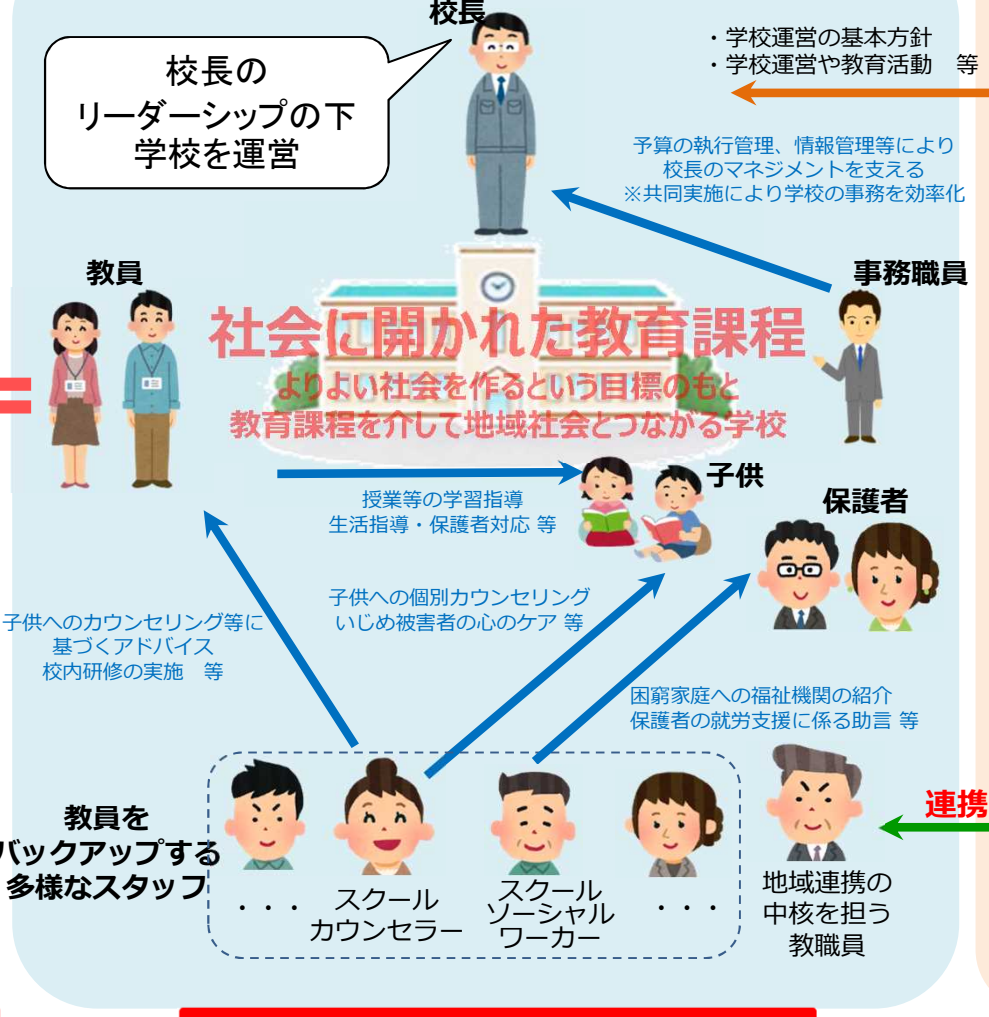 校長
校長の
リーダーシップの下
学校を運営
・学校運営の基本方針
・学校運営や教育活動　等
予算の執行管理、情報管理等により
校長のマネジメントを支える
※共同実施により学校の事務を効率化
教員
事務職員
社会に開かれた教育課程
よりよい社会を作るという目標のもと
教育課程を介して地域社会とつながる学校
子供
授業等の学習指導
生活指導・保護者対応 等
保護者
子供へのカウンセリング等に
基づくアドバイス
校内研修の実施　等
子供への個別カウンセリング
いじめ被害者の心のケア 等
困窮家庭への福祉機関の紹介
保護者の就労支援に係る助言 等
教員を
バックアップする
多様なスタッフ
・・・
スクール
カウンセラー
スクール
ソーシャル
ワーカー
・・・
地域連携の
中核を担う
教職員
連携